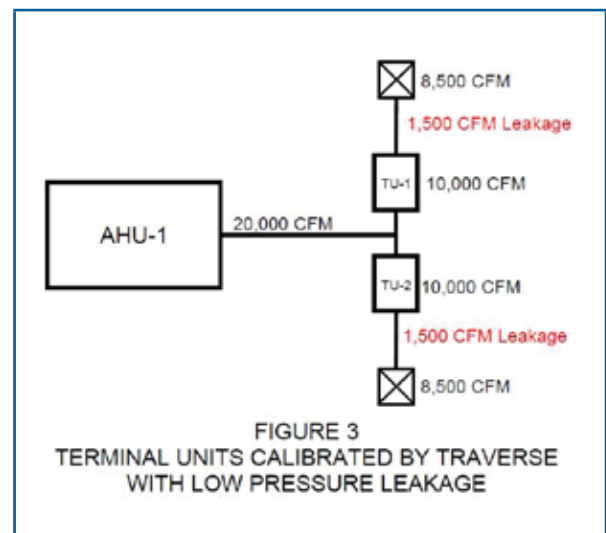 8,500 CFM
1,500 CFM Leakage
TU-1 10,000 CFM
20,000 CFM
AHU-1
TU-2 10,000 CFM
1,500 CFM Leakage
8,500 CFM
FIGURE 3
TERMINAL UNITS CALIBRATED BY TRAVERSE
WITH LOW PRESSURE LEAKAGE